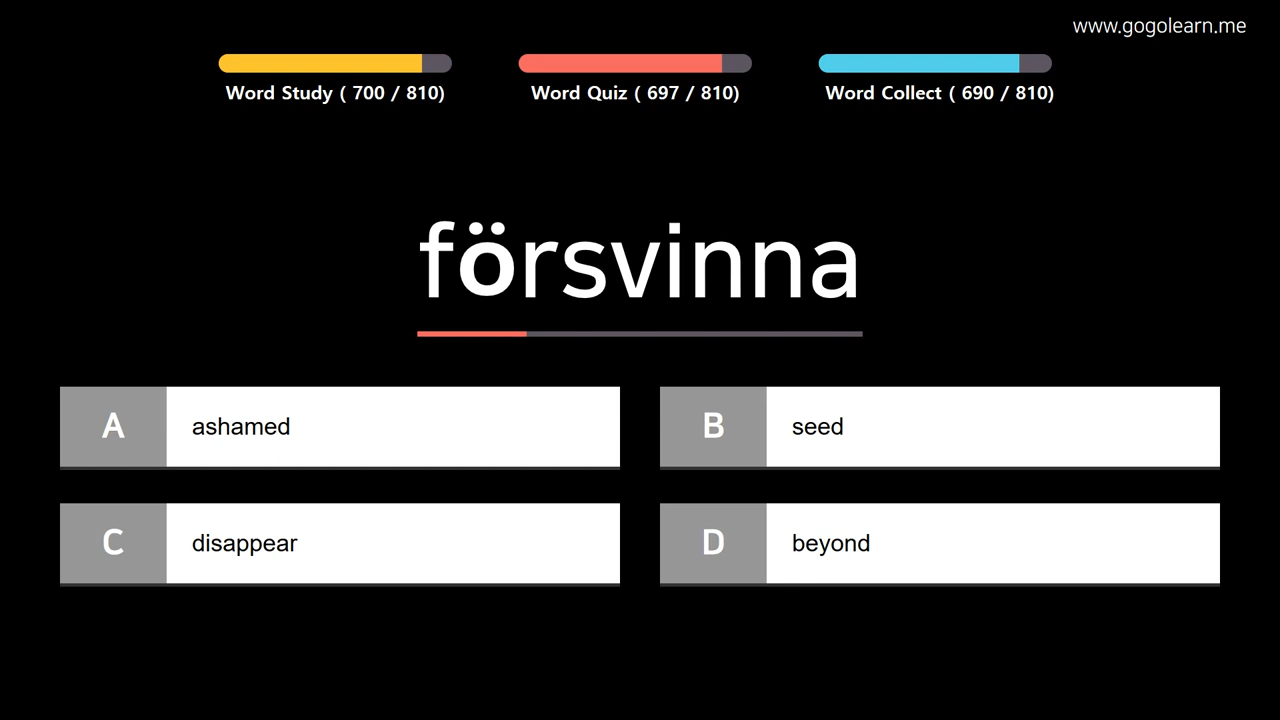 www.gogolearn.me
Word Study ( 700 / 810)
Word Quiz ( 697 / 810)
Word Collect ( 690 / 810)
försvinna
A ashamed
B seed
C disappear
D beyond